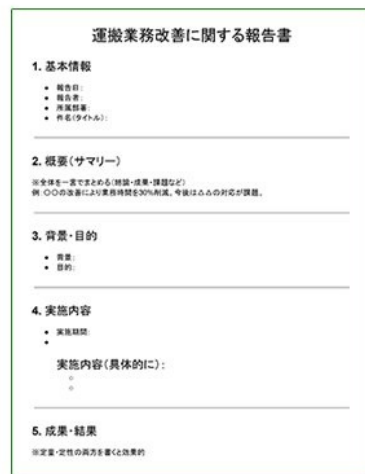 運搬業務改善に関する報告書
1. 基本情報
● 報告日:
● 報告者:
● 所属部署:
● 件名(タイトル):
2. 概要(サマリー)
※全体を一言でまとめる(結論・成果・課題など)
例 〇〇の改善により業務時間を30%削減。今後は△△の対応が課題。
3. 背景・目的
● 背景:
● 目的:
4. 実施内容
● 実施期間:
●
実施内容(具体的に):
○
○
5. 成果・結果
※定量・定性の両方を書くと効果的